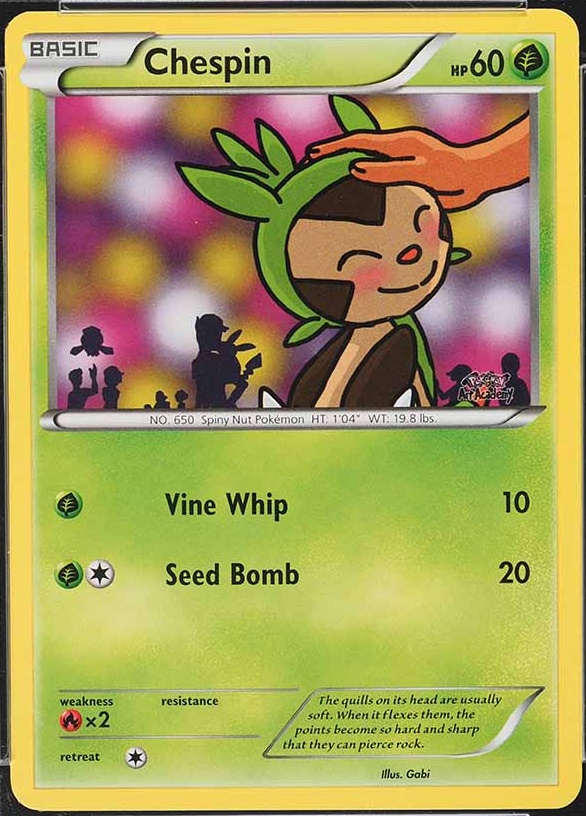 BASIC
Chespin
HP60
Pokémon
Art Academy
NO. 650 Spiny Nut Pokémon HT: 1'04" WT: 19.8 lbs.
Vine Whip 10
Seed Bomb 20
weakness resistance
×2
The quills on its head are usually
soft. When it flexes them, the
points become so hard and sharp
that they can pierce rock.
retreat
Illus. Gabi